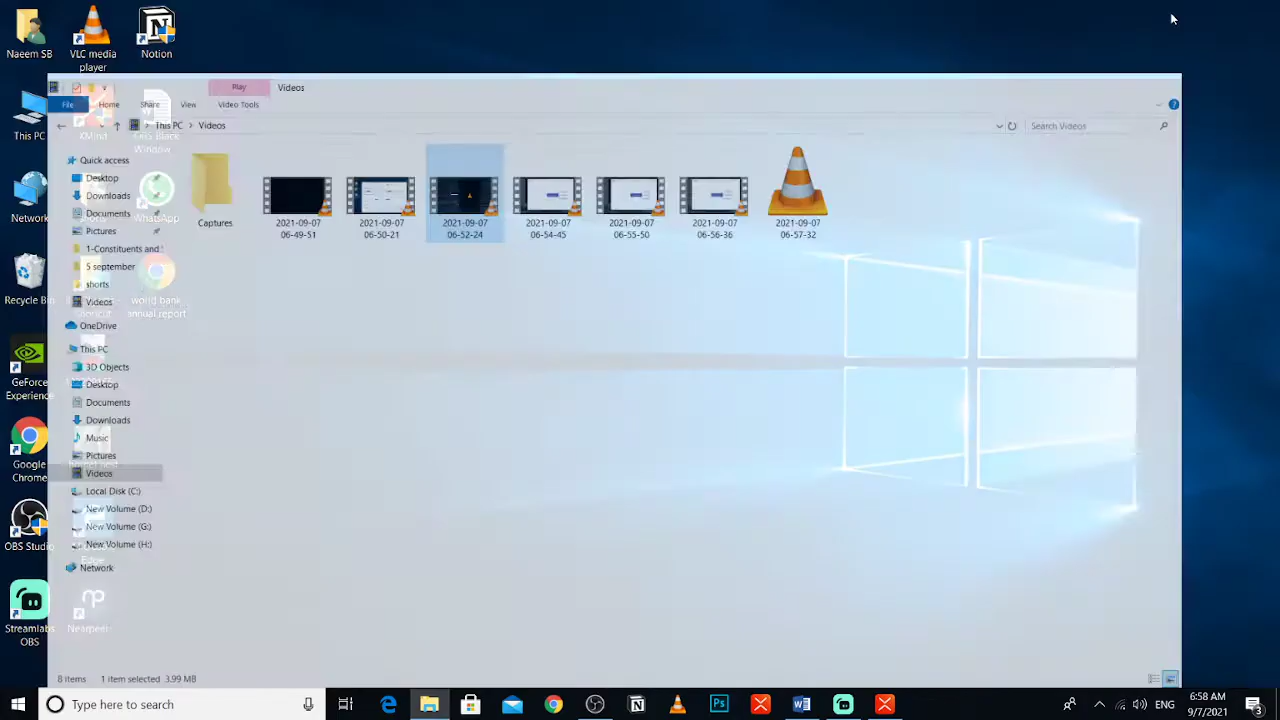 Naeem SB
VLC media
player
Notion
Play
Videos
File
Home
Share
View
Video Tools
This PC
Videos
Search Videos
This PC
XMind
Window
Quick access
Desktop
Downloads
Documents
Pictures
1-Constituents and
5 september
shorts
Videos
OneDrive
This PC
3D Objects
Desktop
Documents
Downloads
Music
Pictures
Videos
Local Disk (C:)
New Volume (D:)
New Volume (G:)
New Volume (H:)
Network
WhatsApp
world bank
annual report
Captures
2021-09-07
06-49-51
2021-09-07
06-50-21
2021-09-07
06-52-24
2021-09-07
06-54-45
2021-09-07
06-55-50
2021-09-07
06-56-36
2021-09-07
06-57-32
Network
Recycle Bin
GeForce
Experience
Google
Chrome
OBS Studio
Edge
Streamlabs
OBS
Nearpeer
8 items
1 item selected
3.99 MB
Type here to search
ENG
6:58 AM
9/7/2021
3